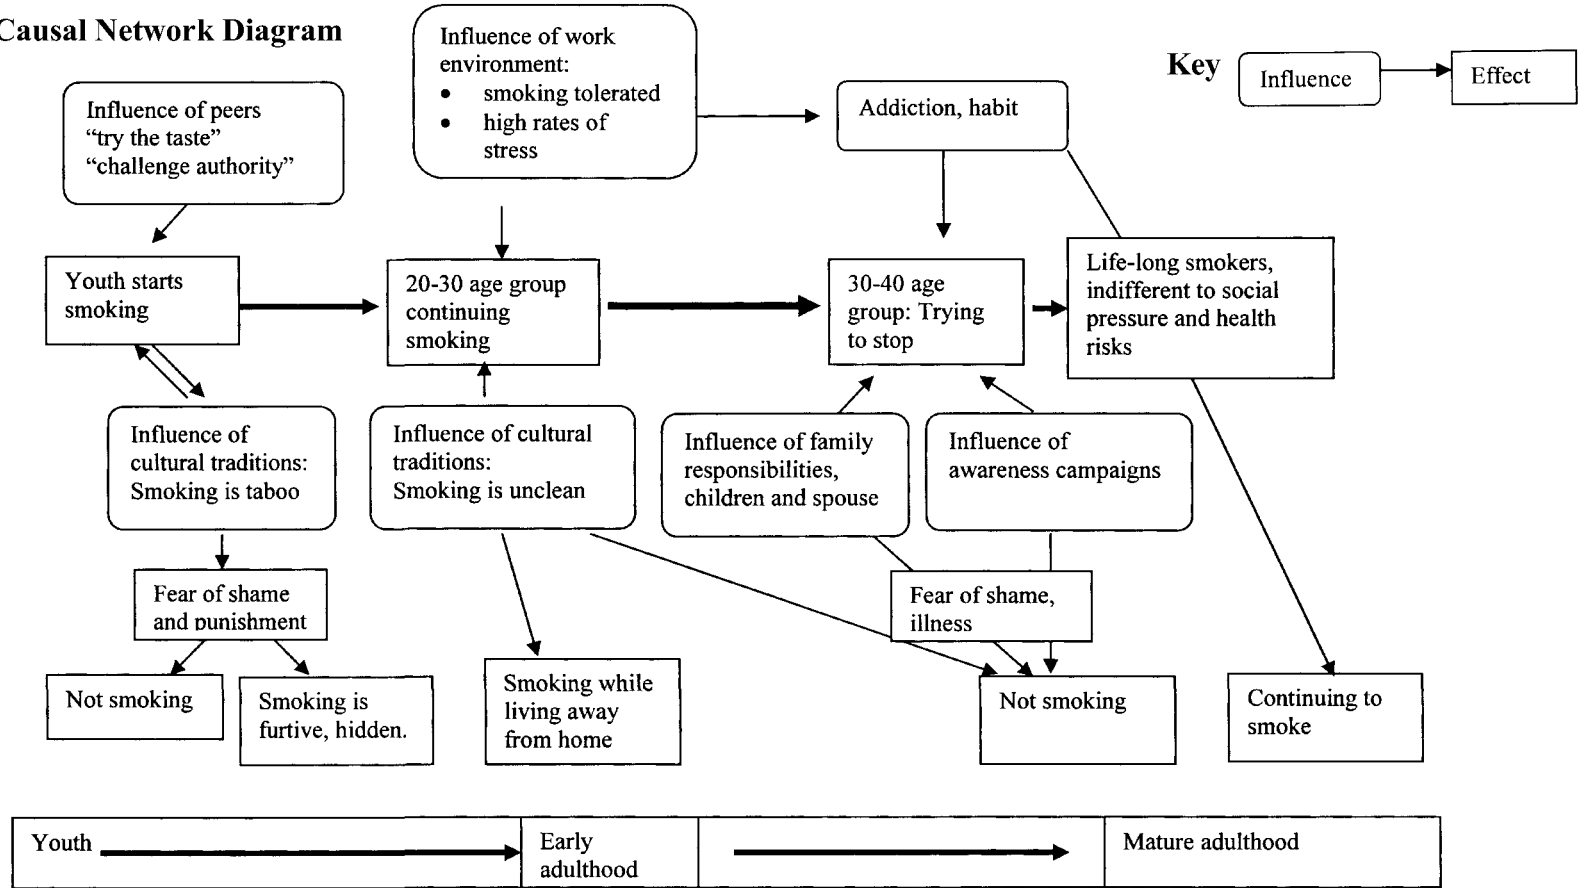 Causal Network Diagram
Influence of work
environment:
• smoking tolerated
• high rates of
stress
Key
Influence
Effect
Influence of peers
“try the taste”
“challenge authority”
Addiction, habit
Youth starts
smoking
20-30 age group
continuing
smoking
30-40 age
group: Trying
to stop
Life-long smokers,
indifferent to social
pressure and health
risks
Influence of
cultural traditions:
Smoking is taboo
Influence of cultural
traditions:
Smoking is unclean
Influence of family
responsibilities,
children and spouse
Influence of
awareness campaigns
Fear of shame
and punishment
Fear of shame,
illness
Not smoking
Smoking is
furtive, hidden.
Smoking while
living away
from home
Not smoking
Continuing to
smoke
Youth
Early
adulthood
Mature adulthood